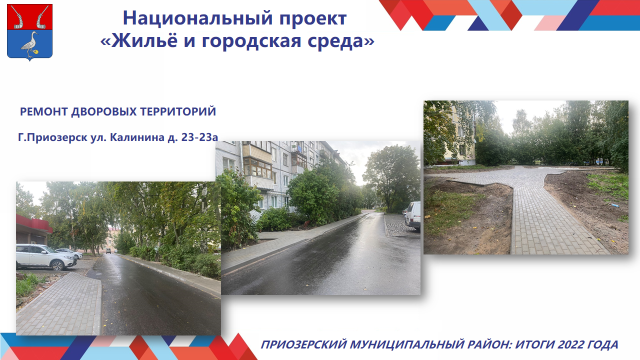 Национальный проект
«Жильё и городская среда»
РЕМОНТ ДВОРОВЫХ ТЕРРИТОРИЙ
Г.Приозерск ул. Калинина д. 23-23а
ПРИОЗЕРСКИЙ МУНИЦИПАЛЬНЫЙ РАЙОН: ИТОГИ 2022 ГОДА